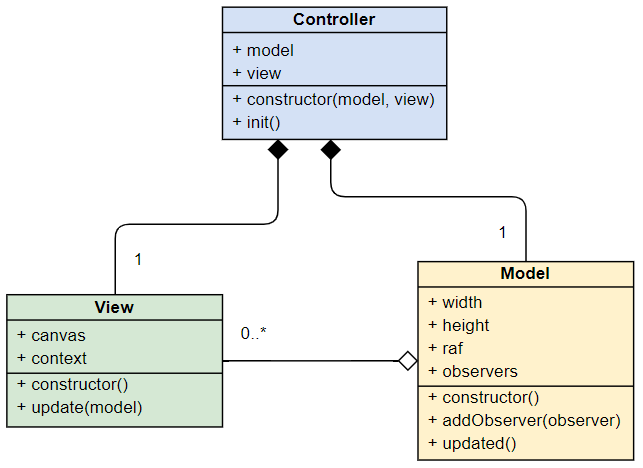 Controller
+ model
+ view
+ constructor(model, view)
+ init()
1
1
View
+ canvas
+ context
+ constructor()
+ update(model)
0..*
Model
+ width
+ height
+ raf
+ observers
+ constructor()
+ addObserver(observer)
+ updated()